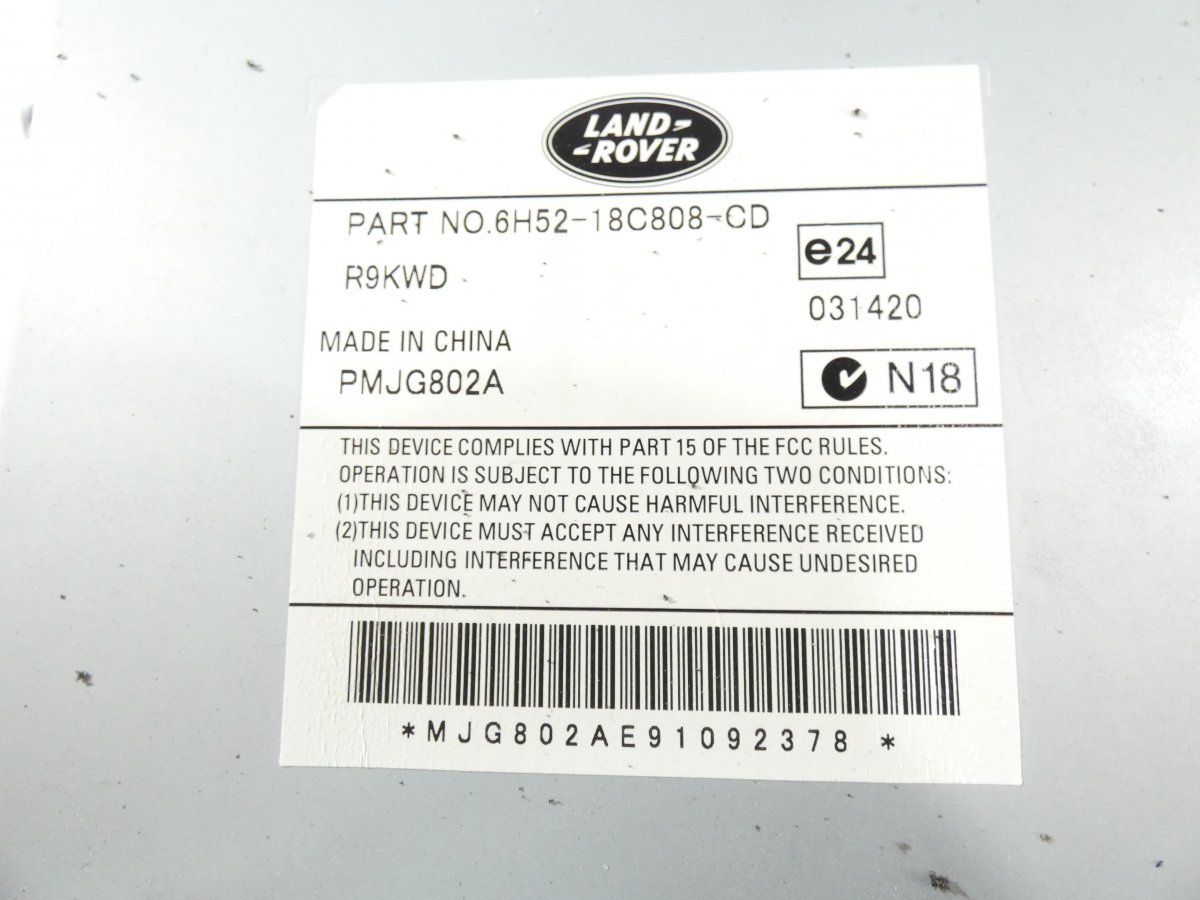 LAND-
-ROVER
PART NO.6H52-18C808-CD
e24
R9KWD
031420
MADE IN CHINA
PMJG802A
N18
THIS DEVICE COMPLIES WITH PART 15 OF THE FCC RULES.
OPERATION IS SUBJECT TO THE FOLLOWING TWO CONDITIONS:
(1)THIS DEVICE MAY NOT CAUSE HARMFUL INTERFERENCE.
(2)THIS DEVICE MUST ACCEPT ANY INTERFERENCE RECEIVED
INCLUDING INTERFERENCE THAT MAY CAUSE UNDESIRED
OPERATION.
*MJG802AE91092378 *